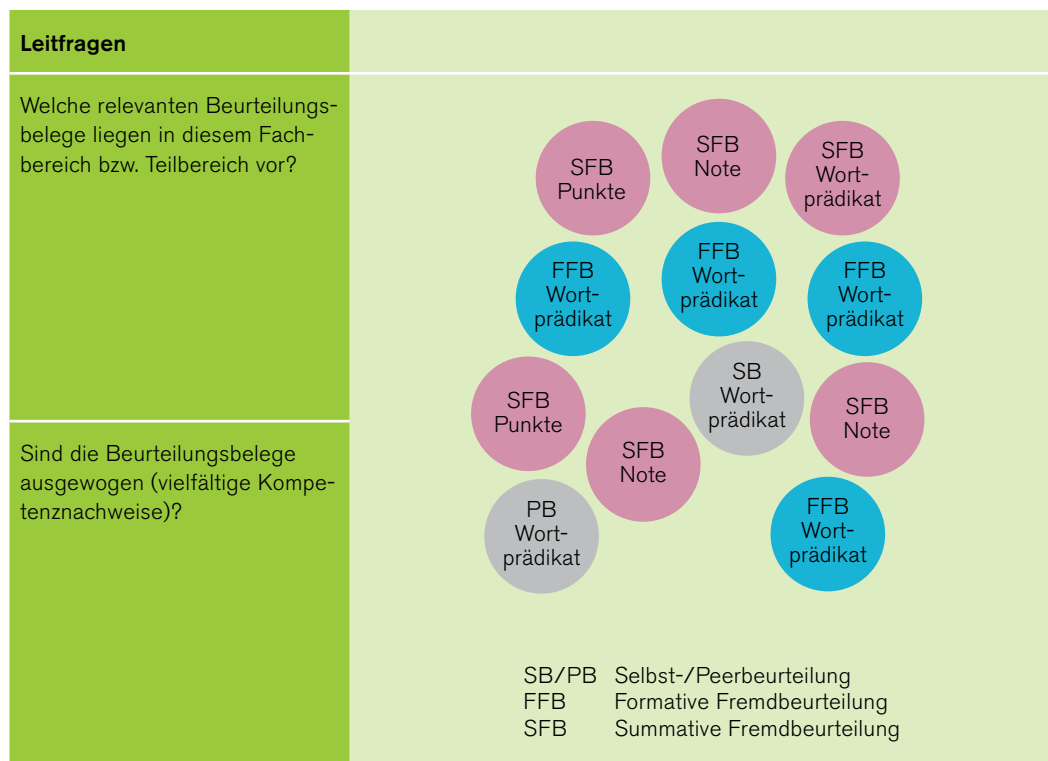 Leitfragen
Welche relevanten Beurteilungs-
belege liegen in diesem Fach-
bereich bzw. Teilbereich vor?
Sind die Beurteilungsbelege
ausgewogen (vielfältige Kompe-
tenznachweise)?
SFB
Punkte
SFB
Note
SFB
Wort-
prädikat
FFB
Wort-
prädikat
FFB
Wort-
prädikat
FFB
Wort-
prädikat
SFB
Punkte
SFB
Note
SB
Wort-
prädikat
SFB
Note
PB
Wort-
prädikat
FFB
Wort-
prädikat
SB/PB Selbst-/Peerbeurteilung
FFB Formative Fremdbeurteilung
SFB Summative Fremdbeurteilung